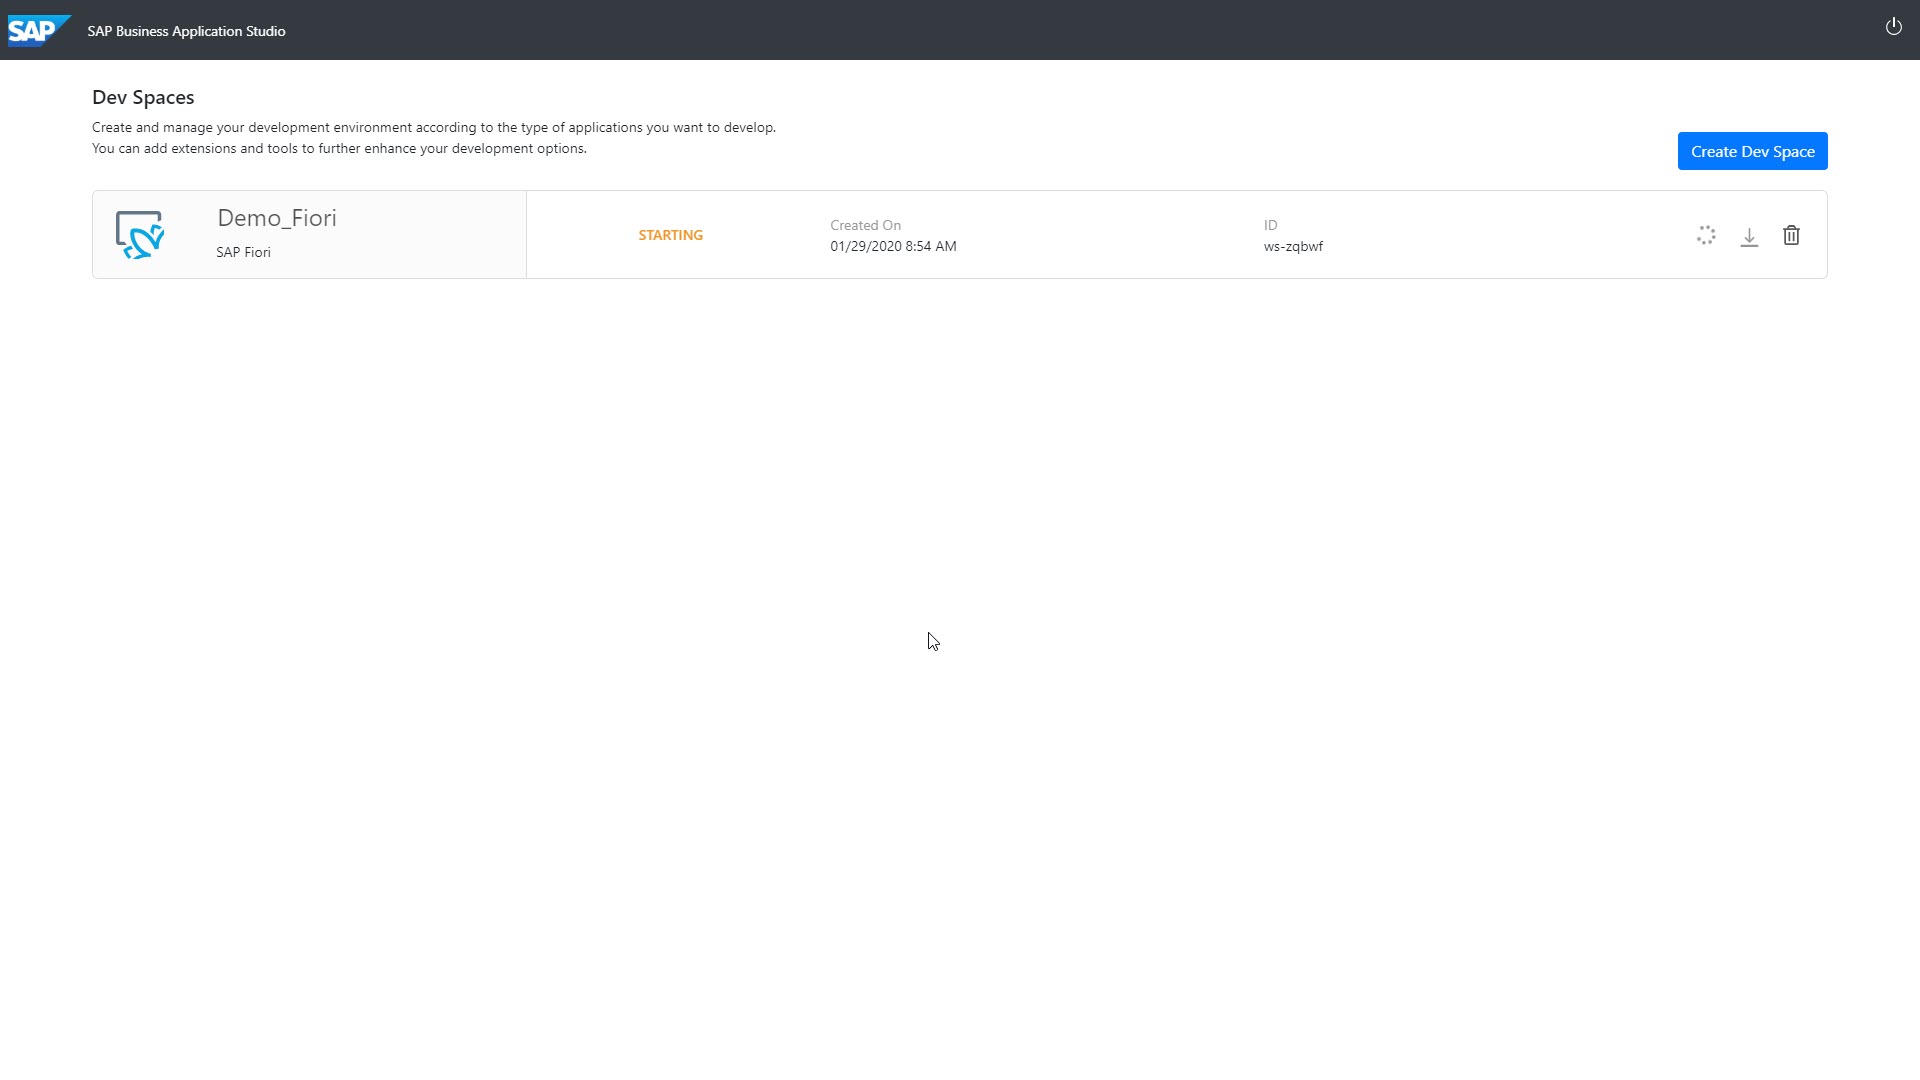 SAP
SAP Business Application Studio
Dev Spaces
Create and manage your development environment according to the type of applications you want to develop.
You can add extensions and tools to further enhance your development options.
Create Dev Space
Demo_Fiori
SAP Fiori
STARTING
Created On
01/29/2020 8:54 AM
ID
ws-zqbwf